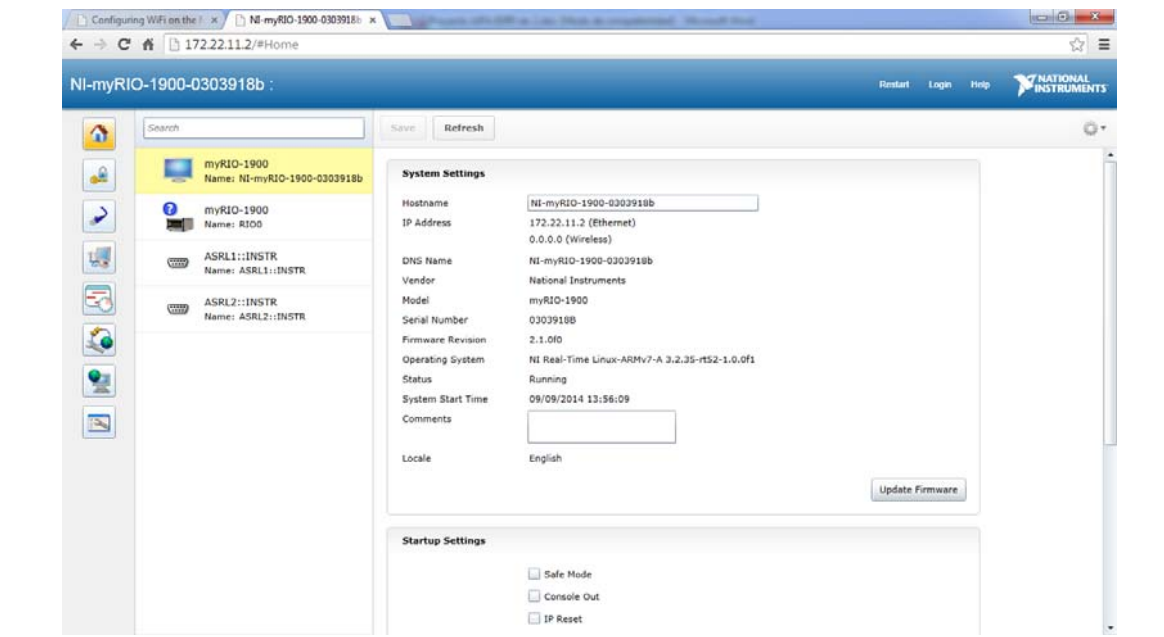 Configuring WiFi on the
NI-myRIO-1900-0303918b
172.22.11.2/#Home
NI-myRIO-1900-0303918b :
Restart Login Help
NATIONAL
INSTRUMENTS
Search
Save Refresh
myRIO-1900
Name: NI-myRIO-1900-0303918b
myRIO-1900
Name: RIO0
ASRL1::INSTR
Name: ASRL1::INSTR
ASRL2::INSTR
Name: ASRL2::INSTR
System Settings
Hostname NI-myRIO-1900-0303918b
IP Address 172.22.11.2 (Ethernet)
0.0.0.0 (Wireless)
DNS Name NI-myRIO-1900-0303918b
Vendor National Instruments
Model myRIO-1900
Serial Number 0303918B
Firmware Revision 2.1.0f0
Operating System NI Real-Time Linux-ARMv7-A 3.2.35-rt52-1.0.0f1
Status Running
System Start Time 09/09/2014 13:56:09
Comments
Locale English
Update Firmware
Startup Settings
Safe Mode
Console Out
IP Reset